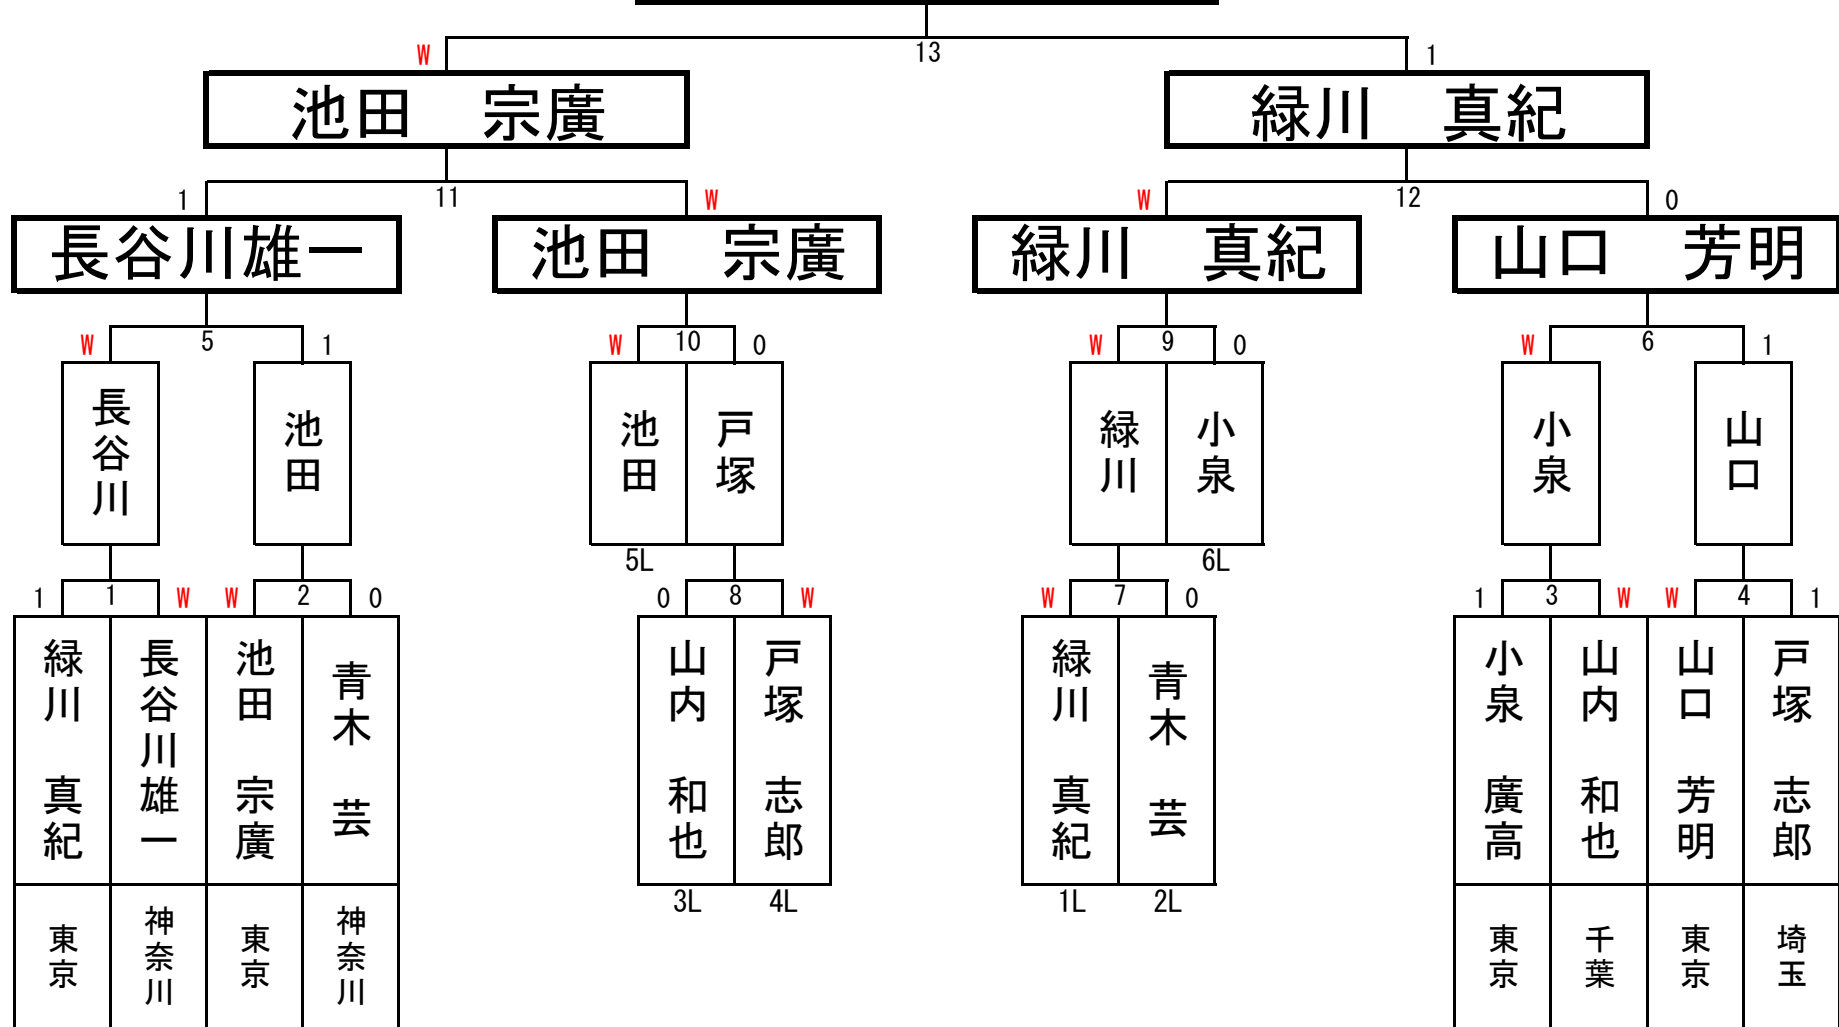 W 13 1
池田　宗廣 緑川　真紀
1 11 W W 12 0
長谷川雄一 池田　宗廣 緑川　真紀 山口　芳明
W 5 1 W 10 0 W 9 0 W 6 1
長谷川 池田 池田 戸塚 緑川 小泉 小泉 山口
5L 6L
1 1 W W 2 0 0 8 W W 7 0 1 3 W W 4 1
緑川　真紀 長谷川雄一 池田　宗廣 青木　芸 山内　和也 戸塚　志郎 緑川　真紀 青木　芸 小泉　廣高 山内　和也 山口　芳明 戸塚　志郎
3L 4L 1L 2L
東京 神奈川 東京 神奈川 東京 千葉 東京 埼玉